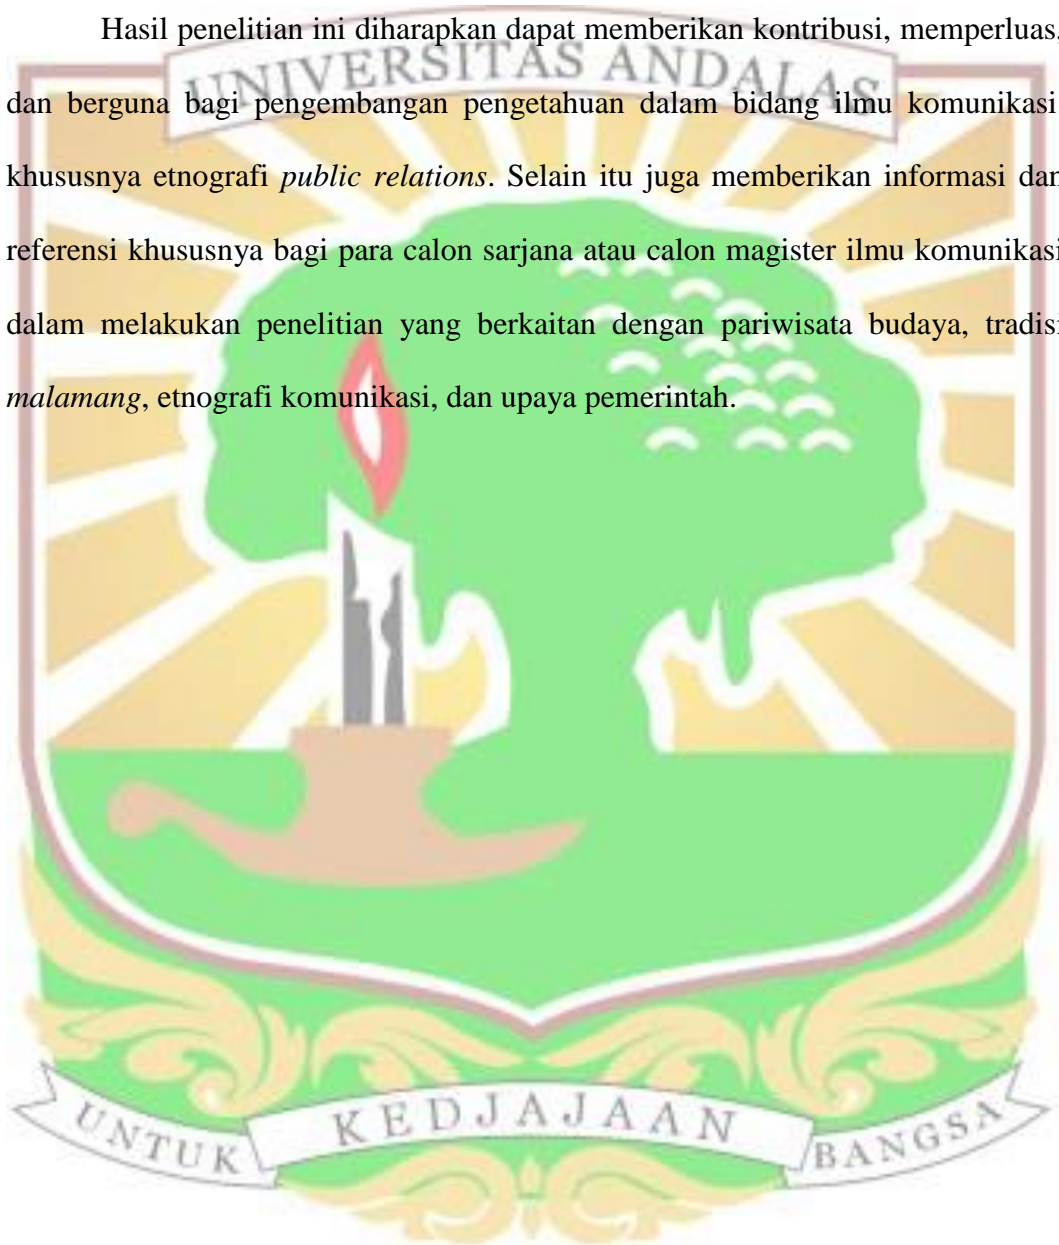 Hasil penelitian ini diharapkan dapat memberikan kontribusi, memperluas,
UNIVERSITAS ANDALAS
dan berguna bagi pengembangan pengetahuan dalam bidang ilmu komunikasi
khususnya etnografi public relations. Selain itu juga memberikan informasi dan
referensi khususnya bagi para calon sarjana atau calon magister ilmu komunikasi
dalam melakukan penelitian yang berkaitan dengan pariwisata budaya, tradisi
malamang, etnografi komunikasi, dan upaya pemerintah.
UNTUK KEDJAJAAN BANGSA